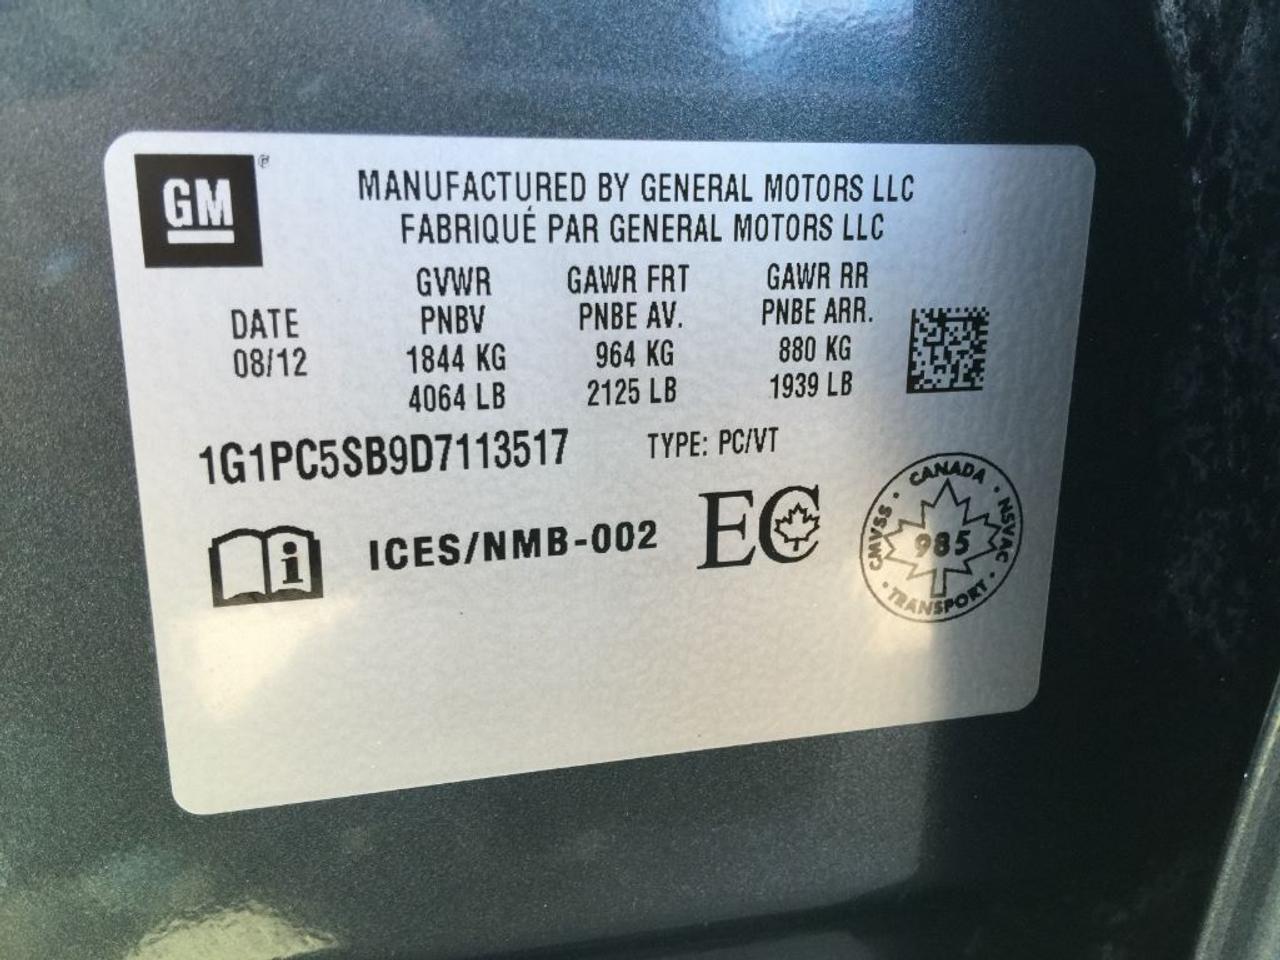 GM
MANUFACTURED BY GENERAL MOTORS LLC
FABRIQUÉ PAR GENERAL MOTORS LLC
DATE
08/12
GVWR
PNBV
1844 KG
4064 LB
GAWR FRT
PNBE AV.
964 KG
2125 LB
GAWR RR
PNBE ARR.
880 KG
1939 LB
1G1PC5SB9D7113517
TYPE: PC/VT
ICES/NMB-002
EC
CANADA
CMVSS
NSVAC
985
TRANSPORT